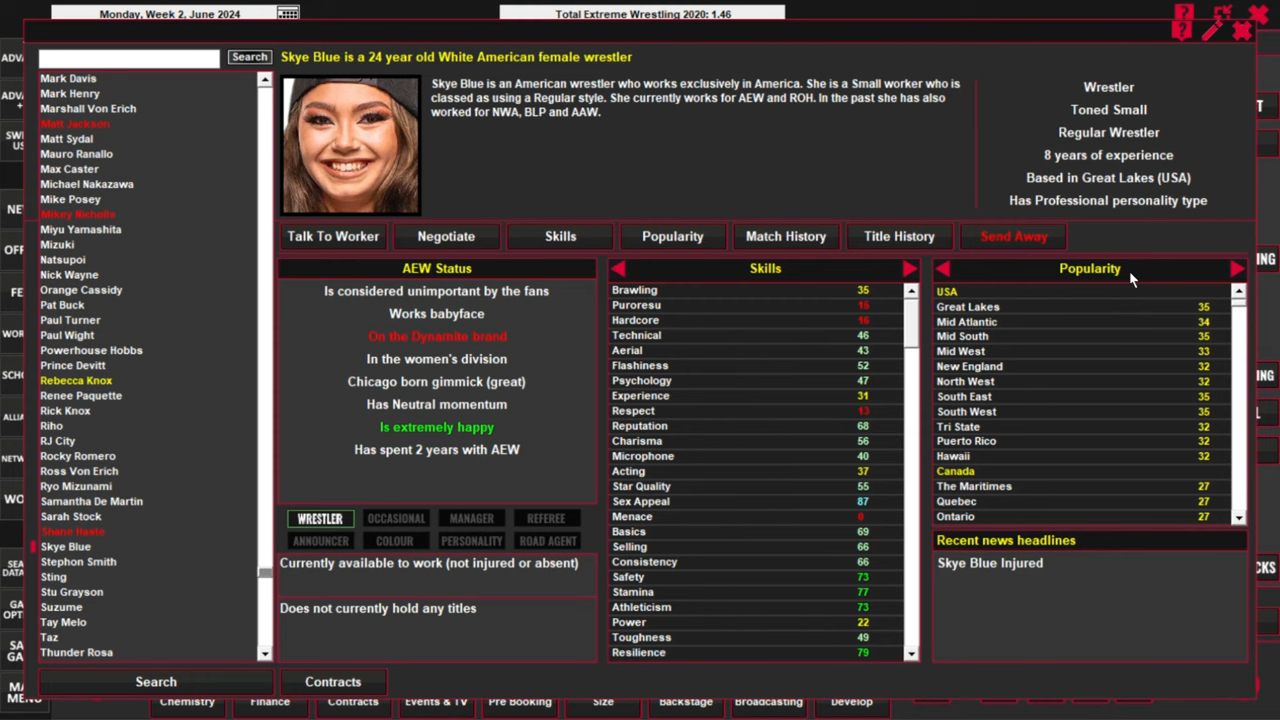 Monday, Week 2, June 2024
Total Extreme Wrestling 2020: 1.46
Search
Skye Blue is a 24 year old White American female wrestler
Mark Davis
Mark Henry
Marshall Von Erich
Matt Jackson
Matt Sydal
Mauro Ranallo
Max Caster
Michael Nakazawa
Mike Posey
Mikey Nicholls
Miyu Yamashita
Mizuki
Natsupoi
Nick Wayne
Orange Cassidy
Pat Buck
Paul Turner
Paul Wight
Powerhouse Hobbs
Prince Devitt
Rebecca Knox
Renee Paquette
Rick Knox
Riho
RJ City
Rocky Romero
Ross Von Erich
Ryo Mizunami
Samantha De Martin
Sarah Stock
Shane Haste
Skye Blue
Stephon Smith
Sting
Stu Grayson
Suzume
Tay Melo
Taz
Thunder Rosa
Search
Contracts
Skye Blue is an American wrestler who works exclusively in America. She is a Small worker who is
classed as using a Regular style. She currently works for AEW and ROH. In the past she has also
worked for NWA, BLP and AAW.
Wrestler
Toned Small
Regular Wrestler
8 years of experience
Based in Great Lakes (USA)
Has Professional personality type
Talk To Worker
Negotiate
Skills
Popularity
Match History
Title History
Send Away
AEW Status
Is considered unimportant by the fans
Works babyface
On the Dynamite brand
In the women's division
Chicago born gimmick (great)
Has Neutral momentum
Is extremely happy
Has spent 2 years with AEW
WRESTLER OCCASIONAL MANAGER REFEREE
ANNOUNCER COLOUR PERSONALITY ROAD AGENT
Currently available to work (not injured or absent)
Does not currently hold any titles
Skills
Brawling 35
Puroresu 15
Hardcore 16
Technical 46
Aerial 43
Flashiness 52
Psychology 47
Experience 31
Respect 13
Reputation 68
Charisma 56
Microphone 40
Acting 37
Star Quality 55
Sex Appeal 87
Menace 0
Basics 69
Selling 66
Consistency 66
Safety 73
Stamina 77
Athleticism 73
Power 22
Toughness 49
Resilience 79
Popularity
USA
Great Lakes 35
Mid Atlantic 34
Mid South 35
Mid West 33
New England 32
North West 32
South East 35
South West 35
Tri State 32
Puerto Rico 32
Hawaii 32
Canada
The Maritimes 27
Quebec 27
Ontario 27
Recent news headlines
Skye Blue Injured
Chemistry Finance Contracts Events & TV Pre Booking Size Backstage Broadcasting Develop